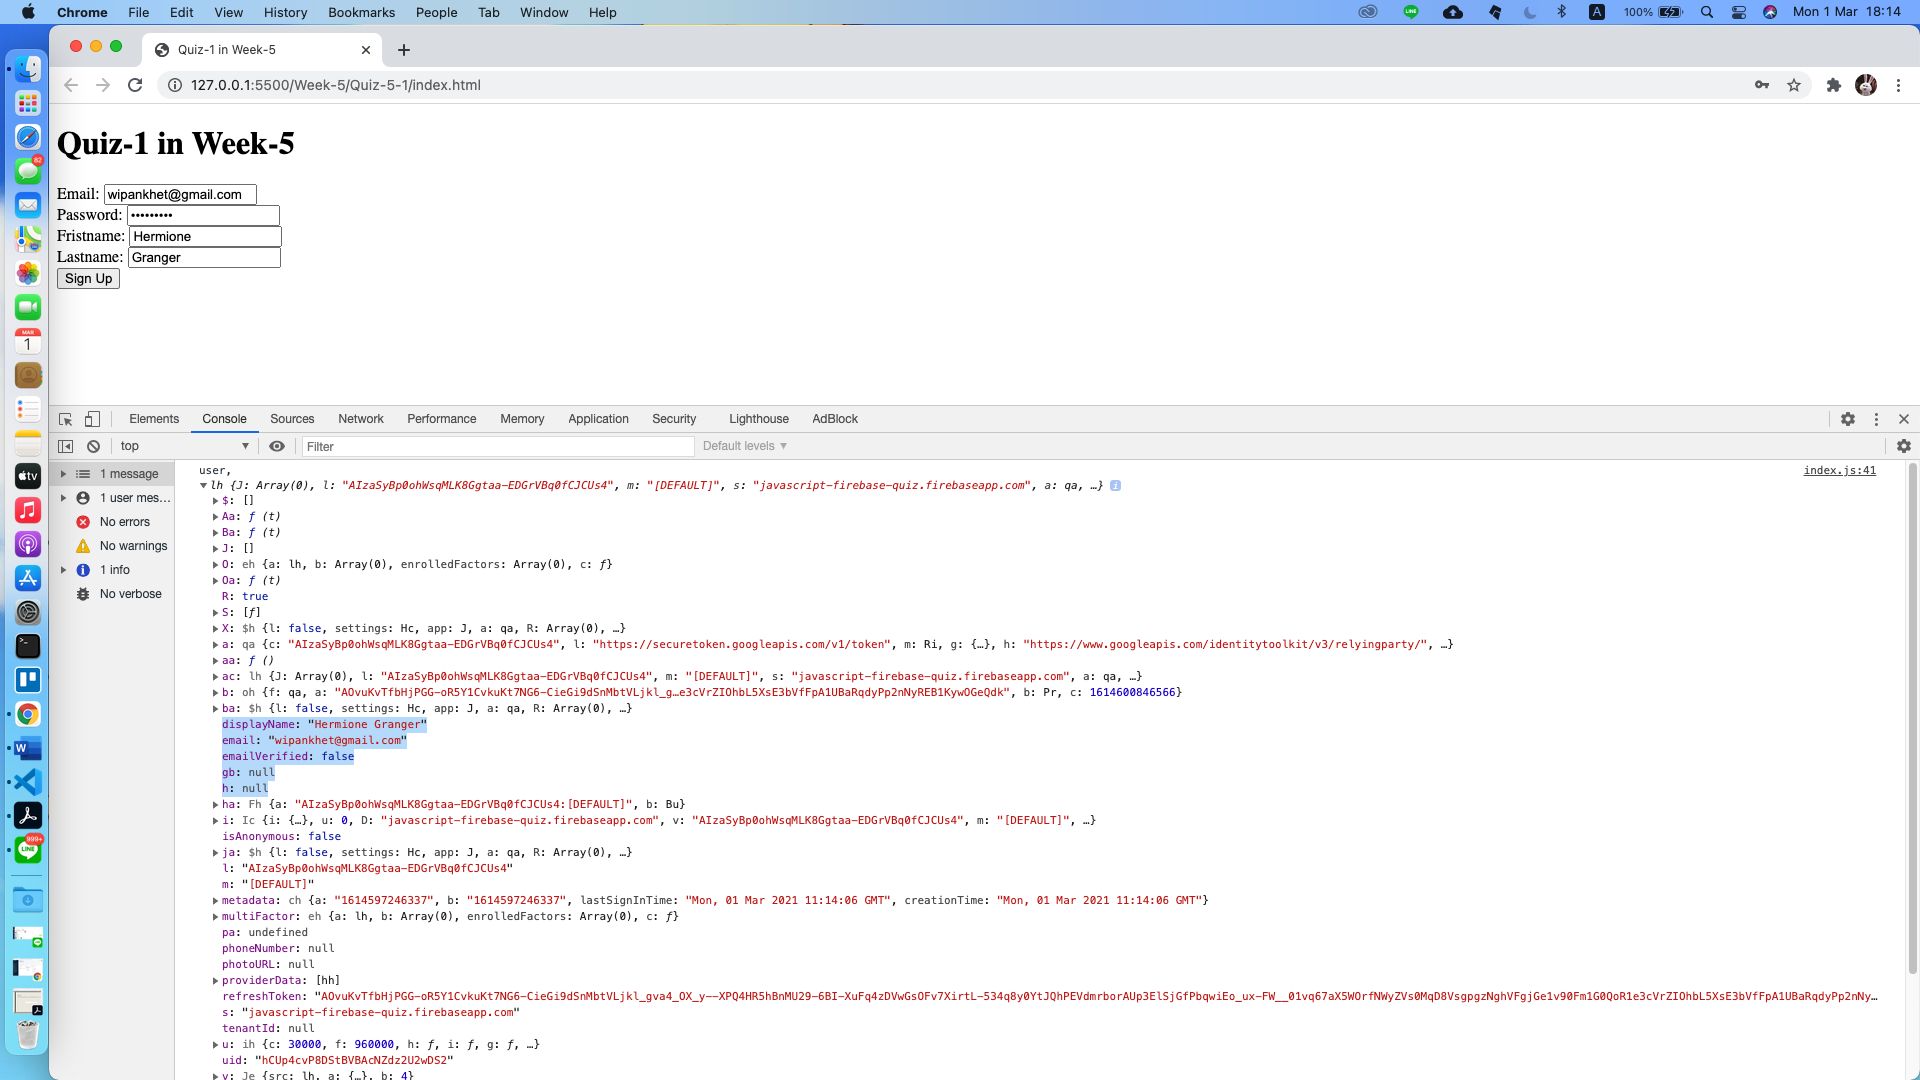 Chrome File Edit View History Bookmarks People Tab Window Help 100% Mon 1 Mar 18:14
Quiz-1 in Week-5
127.0.0.1:5500/Week-5/Quiz-5-1/index.html
Quiz-1 in Week-5
Email: wipankhet@gmail.com
Password: •••••••••
Fristname: Hermione
Lastname: Granger
Sign Up
Elements Console Sources Network Performance Memory Application Security Lighthouse AdBlock
top Filter Default levels
1 message
1 user mes...
No errors
No warnings
1 info
No verbose
user, index.js:41
lh {J: Array(0), l: "AIzaSyBp0ohWsqMLK8Ggtaa-EDGrVBq0fCJCUs4", m: "[DEFAULT]", s: "javascript-firebase-quiz.firebaseapp.com", a: qa, …}
$: []
Aa: ƒ (t)
Ba: ƒ (t)
J: []
O: eh {a: lh, b: Array(0), enrolledFactors: Array(0), c: ƒ}
Oa: ƒ (t)
R: true
S: [ƒ]
X: $h {l: false, settings: Hc, app: J, a: qa, R: Array(0), …}
a: qa {c: "AIzaSyBp0ohWsqMLK8Ggtaa-EDGrVBq0fCJCUs4", l: "https://securetoken.googleapis.com/v1/token", m: Ri, g: {…}, h: "https://www.googleapis.com/identitytoolkit/v3/relyingparty/", …}
aa: ƒ ()
ac: lh {J: Array(0), l: "AIzaSyBp0ohWsqMLK8Ggtaa-EDGrVBq0fCJCUs4", m: "[DEFAULT]", s: "javascript-firebase-quiz.firebaseapp.com", a: qa, …}
b: oh {f: qa, a: "AOvuKvTfbHjPGG-oR5Y1CvkuKt7NG6-CieGi9dSnMbtVLjkl_g…e3cVrZIOhbL5XsE3bVfFpA1UBaRqdyPp2nNyREB1KywOGeQdk", b: Pr, c: 1614600846566}
ba: $h {l: false, settings: Hc, app: J, a: qa, R: Array(0), …}
displayName: "Hermione Granger"
email: "wipankhet@gmail.com"
emailVerified: false
gb: null
h: null
ha: Fh {a: "AIzaSyBp0ohWsqMLK8Ggtaa-EDGrVBq0fCJCUs4:[DEFAULT]", b: Bu}
i: Ic {i: {…}, u: 0, D: "javascript-firebase-quiz.firebaseapp.com", v: "AIzaSyBp0ohWsqMLK8Ggtaa-EDGrVBq0fCJCUs4", m: "[DEFAULT]", …}
isAnonymous: false
ja: $h {l: false, settings: Hc, app: J, a: qa, R: Array(0), …}
l: "AIzaSyBp0ohWsqMLK8Ggtaa-EDGrVBq0fCJCUs4"
m: "[DEFAULT]"
metadata: ch {a: "1614597246337", b: "1614597246337", lastSignInTime: "Mon, 01 Mar 2021 11:14:06 GMT", creationTime: "Mon, 01 Mar 2021 11:14:06 GMT"}
multiFactor: eh {a: lh, b: Array(0), enrolledFactors: Array(0), c: ƒ}
pa: undefined
phoneNumber: null
photoURL: null
providerData: [hh]
refreshToken: "AOvuKvTfbHjPGG-oR5Y1CvkuKt7NG6-CieGi9dSnMbtVLjkl_gva4_OX_y--XPQ4HR5hBnMU29-6BI-XuFq4zDVwGsOFv7XirtL-534q8y0YtJQhPEVdmrborAUp3ElSjGfPbqwiEo_ux-FW__01vq67aX5WOrfNWyZVs0MqD8VsgpgzNghVFgjGe1v90Fm1G0QoR1e3cVrZIOhbL5XsE3bVfFpA1UBaRqdyPp2nNy…
s: "javascript-firebase-quiz.firebaseapp.com"
tenantId: null
u: ih {c: 30000, f: 960000, h: ƒ, i: ƒ, g: ƒ, …}
uid: "hCUp4cvP8DStBVBAcNZdz2U2wDS2"
v: Je {src: lh, a: {…}, b: 4}